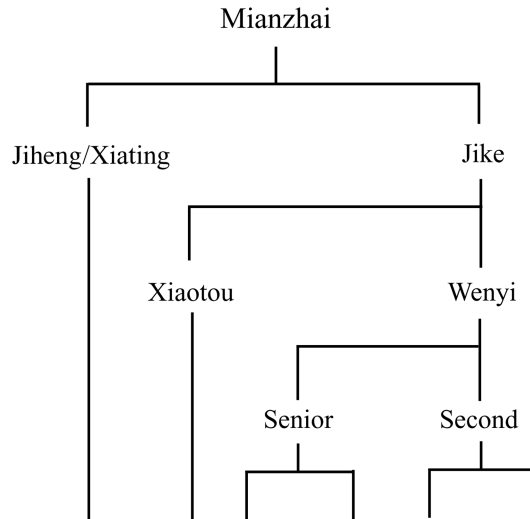 Mianzhai
Jiheng/Xiating
Jike
Xiaotou
Wenyi
Senior
Second